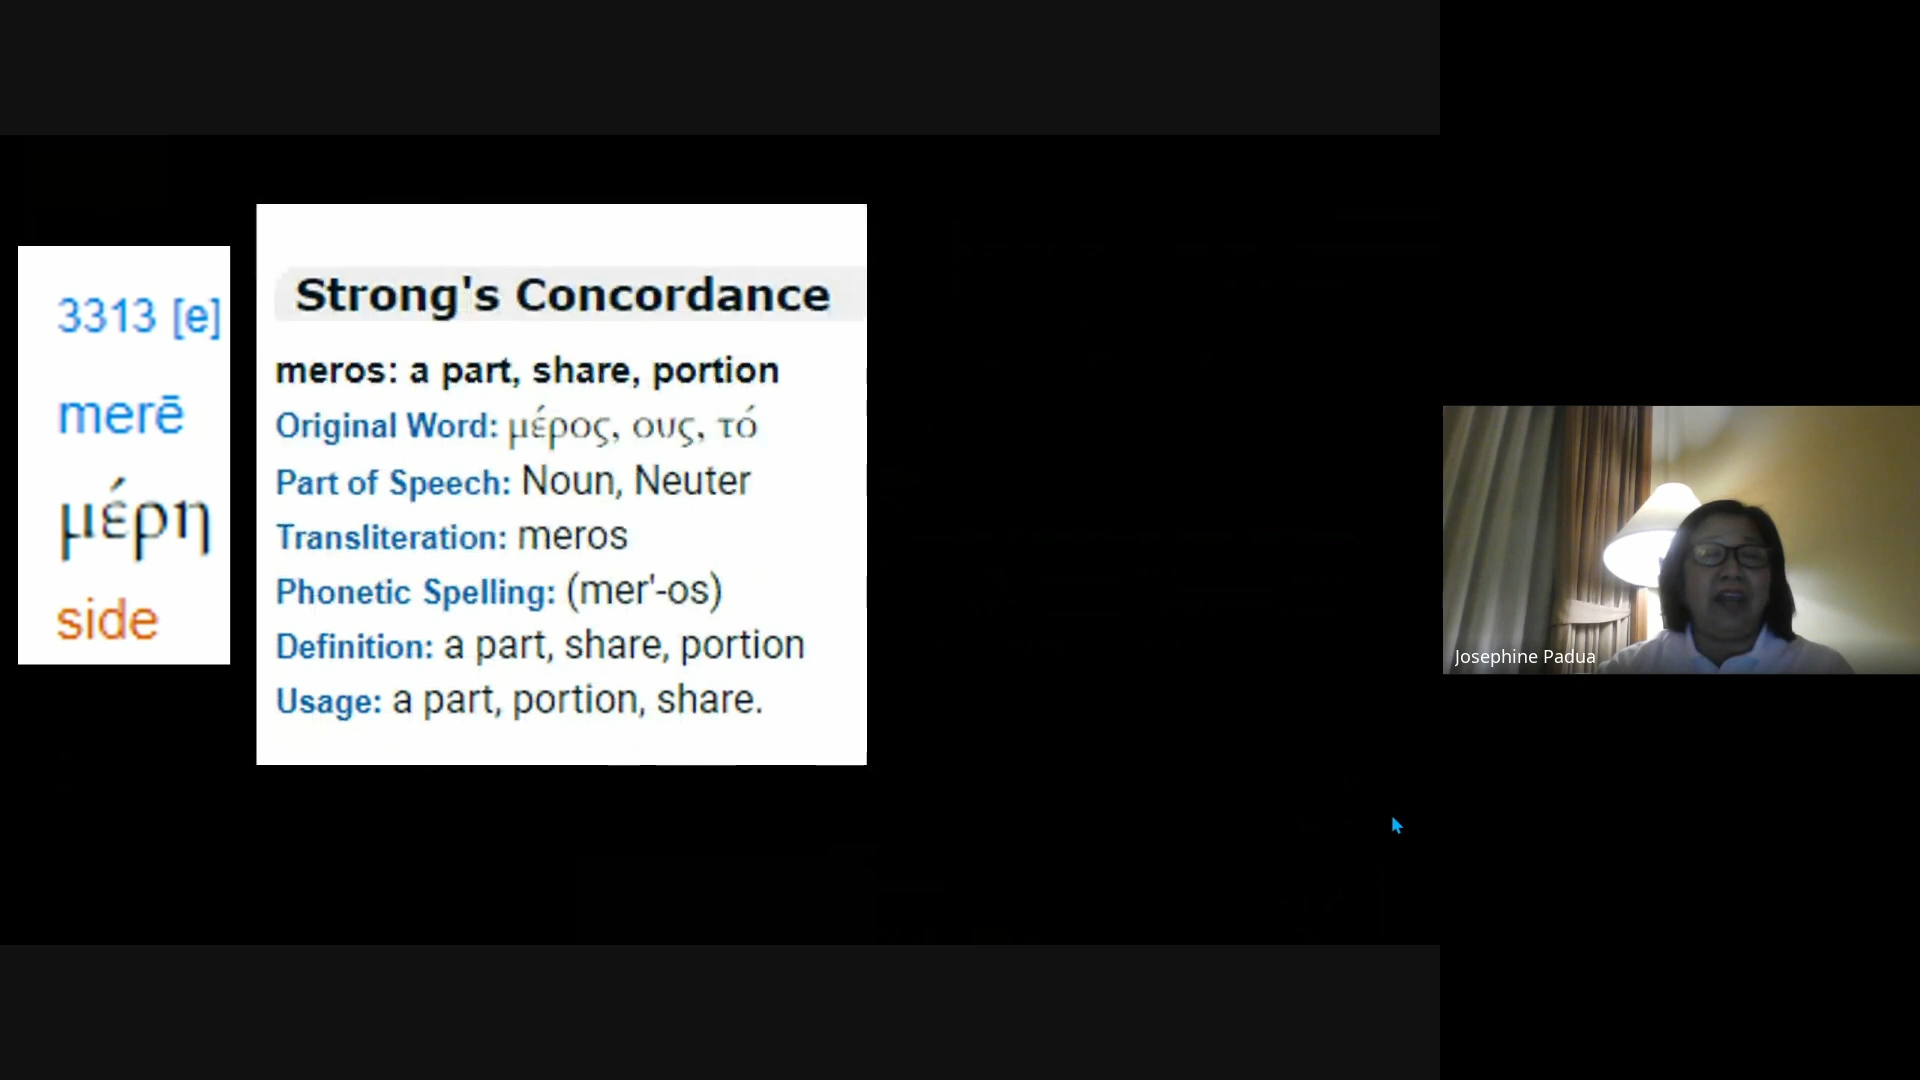 3313 [e]
merē
μέρη
side
Strong's Concordance
meros: a part, share, portion
Original Word: μέρος, ους, τό
Part of Speech: Noun, Neuter
Transliteration: meros
Phonetic Spelling: (mer'-os)
Definition: a part, share, portion
Usage: a part, portion, share.
Josephine Padua